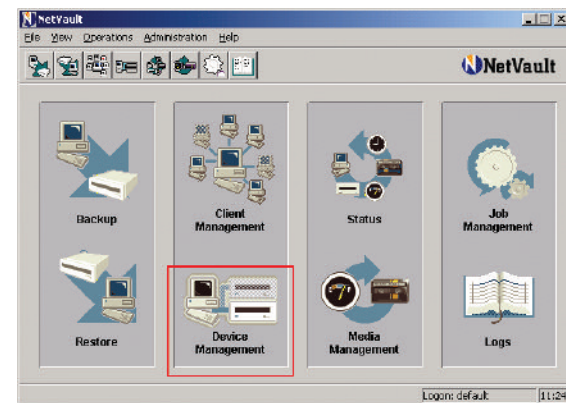 NetVault
File View Operations Administration Help
NetVault
Backup
Client
Management
Status
Job
Management
Restore
Device
Management
Media
Management
Logs
Logon: default
11:24